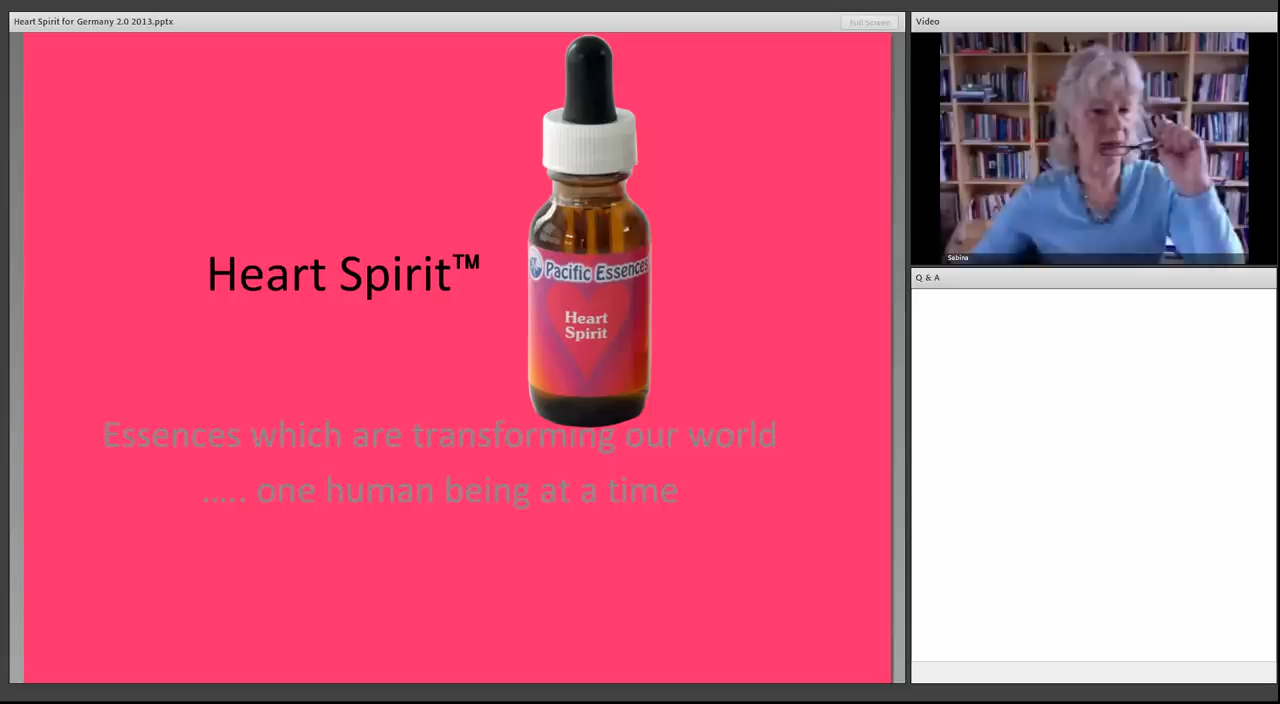 Heart Spirit for Germany 2.0 2013.pptx
Full Screen
Heart Spirit™
Pacific Essences
Heart
Spirit
Essences which are transforming our world
..... one human being at a time
Video
Sabina
Q & A